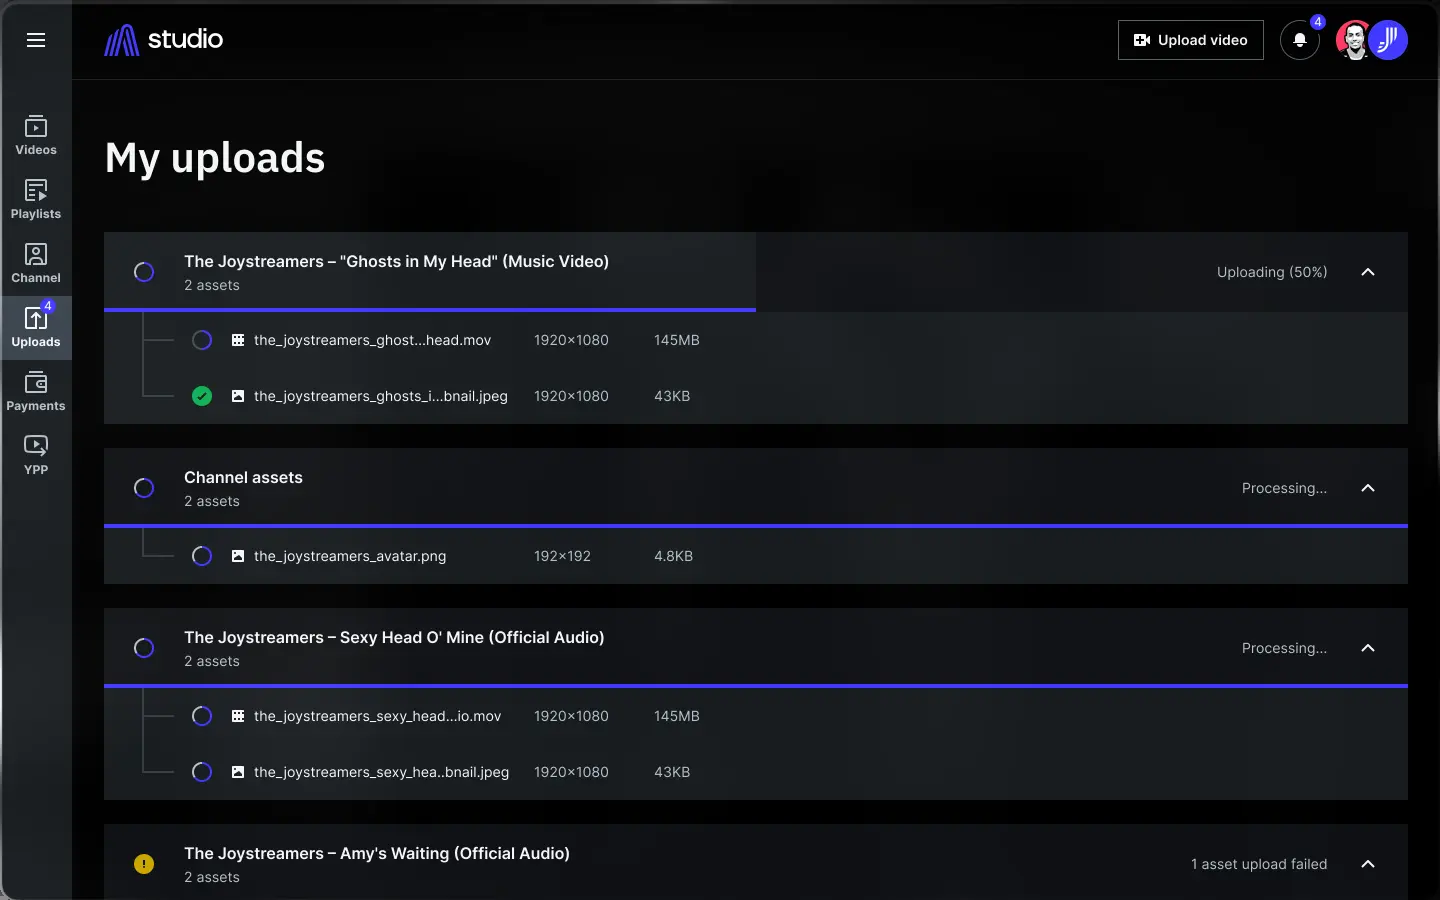 studio
Upload video
4
Videos
Playlists
Channel
4
Uploads
Payments
YPP
My uploads
The Joystreamers – "Ghosts in My Head" (Music Video)
2 assets
Uploading (50%)
the_joystreamers_ghost...head.mov 1920×1080 145MB
the_joystreamers_ghosts_i...bnail.jpeg 1920×1080 43KB
Channel assets
2 assets
Processing...
the_joystreamers_avatar.png 192×192 4.8KB
The Joystreamers – Sexy Head O' Mine (Official Audio)
2 assets
Processing...
the_joystreamers_sexy_head...io.mov 1920×1080 145MB
the_joystreamers_sexy_hea..bnail.jpeg 1920×1080 43KB
The Joystreamers – Amy's Waiting (Official Audio)
2 assets
1 asset upload failed